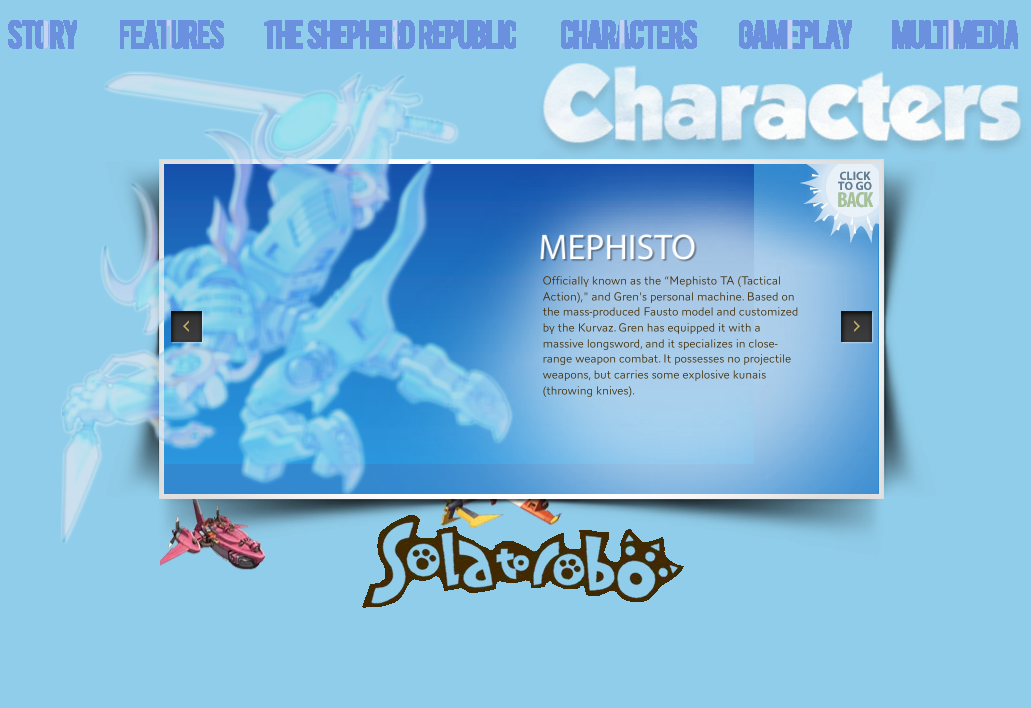 STORY FEATURES THE SHEPHERD REPUBLIC CHARACTERS GAMEPLAY MULTIMEDIA
Characters
CLICK
TO GO
BACK
MEPHISTO
Officially known as the “Mephisto TA (Tactical
Action),” and Gren’s personal machine. Based on
the mass-produced Fausto model and customized
by the Kurvaz. Gren has equipped it with a
massive longsword, and it specializes in close-
range weapon combat. It possesses no projectile
weapons, but carries some explosive kunais
(throwing knives).
Solatorobo